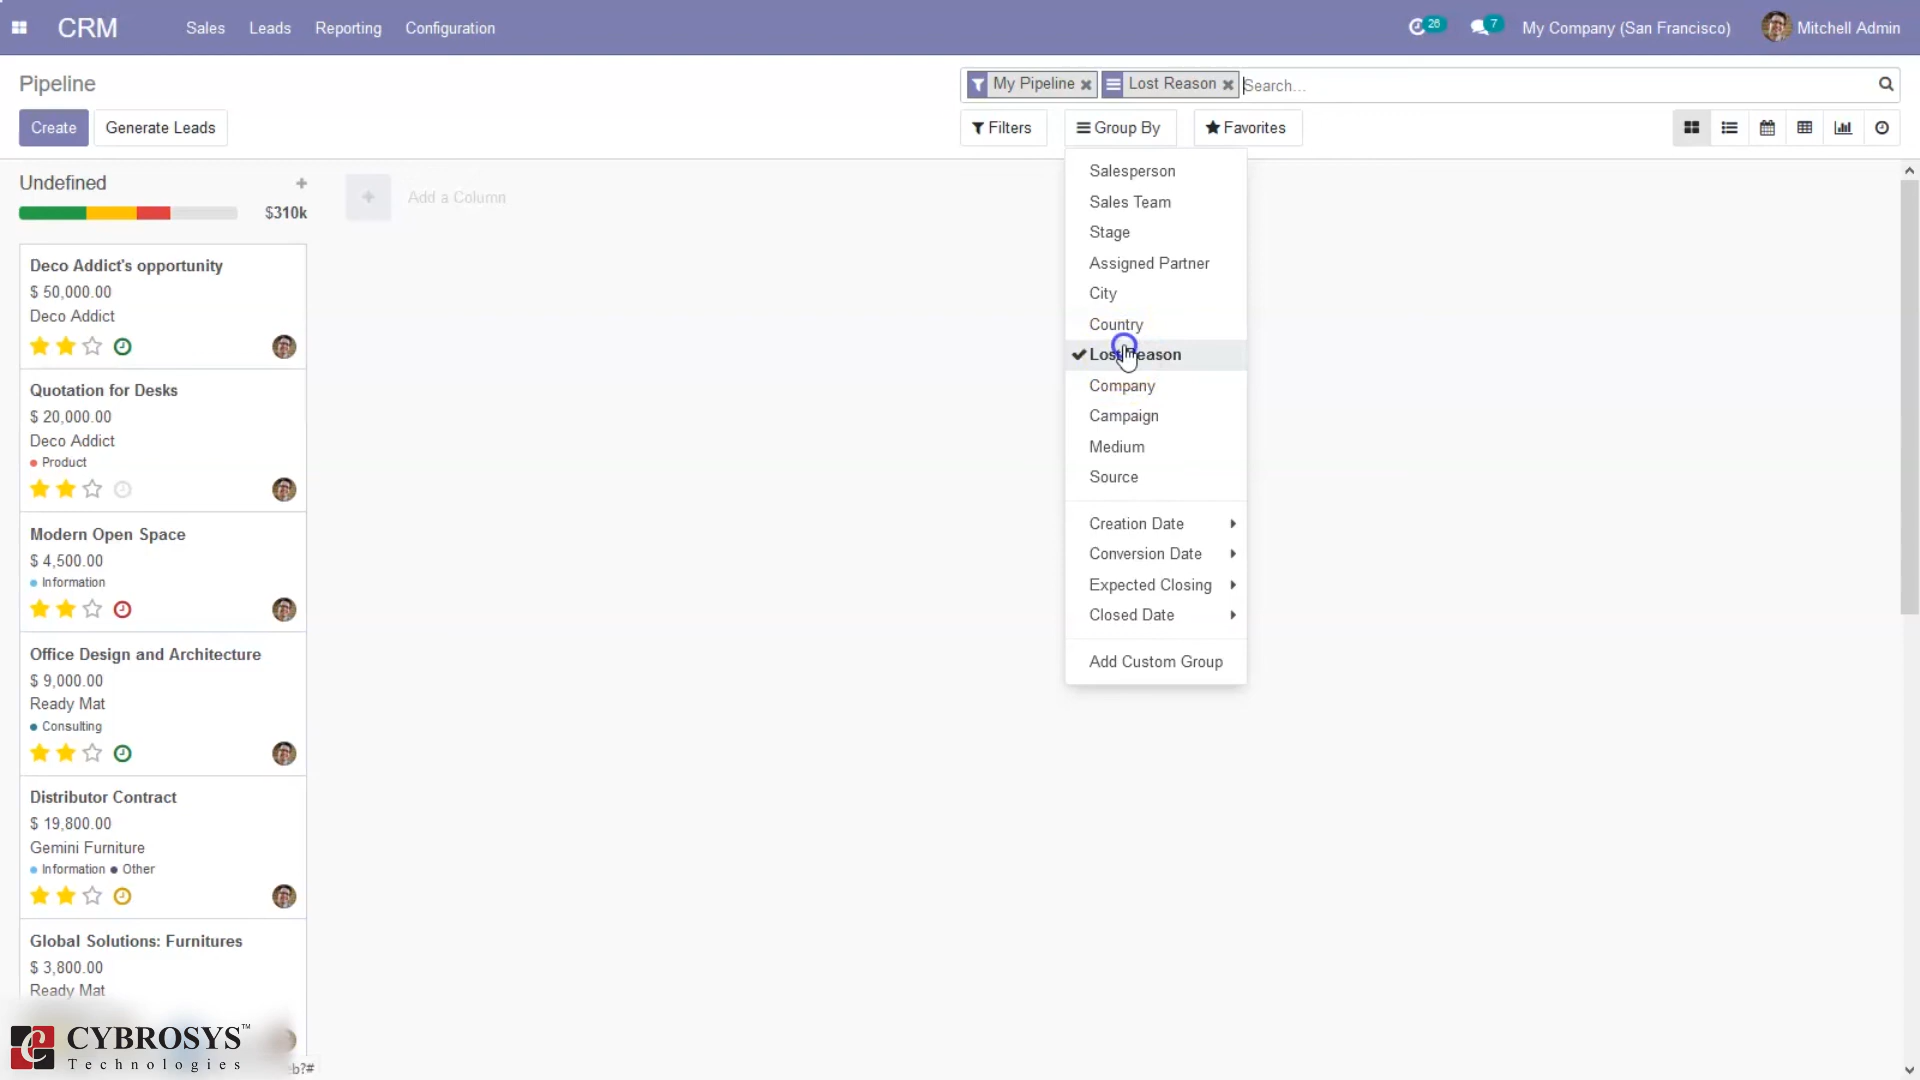 CRM
Sales
Leads
Reporting
Configuration
26
7
My Company (San Francisco)
Mitchell Admin
Pipeline
My Pipeline
Lost Reason
Search...
Create
Generate Leads
Filters
Group By
Favorites
Undefined
$310k
Add a Column
Deco Addict's opportunity
$ 50,000.00
Deco Addict
Quotation for Desks
$ 20,000.00
Deco Addict
Product
Modern Open Space
$ 4,500.00
Information
Office Design and Architecture
$ 9,000.00
Ready Mat
Consulting
Distributor Contract
$ 19,800.00
Gemini Furniture
Information Other
Global Solutions: Furnitures
$ 3,800.00
Ready Mat
Salesperson
Sales Team
Stage
Assigned Partner
City
Country
Lost Reason
Company
Campaign
Medium
Source
Creation Date
Conversion Date
Expected Closing
Closed Date
Add Custom Group
CYBROSYS™
Technologies
b?#